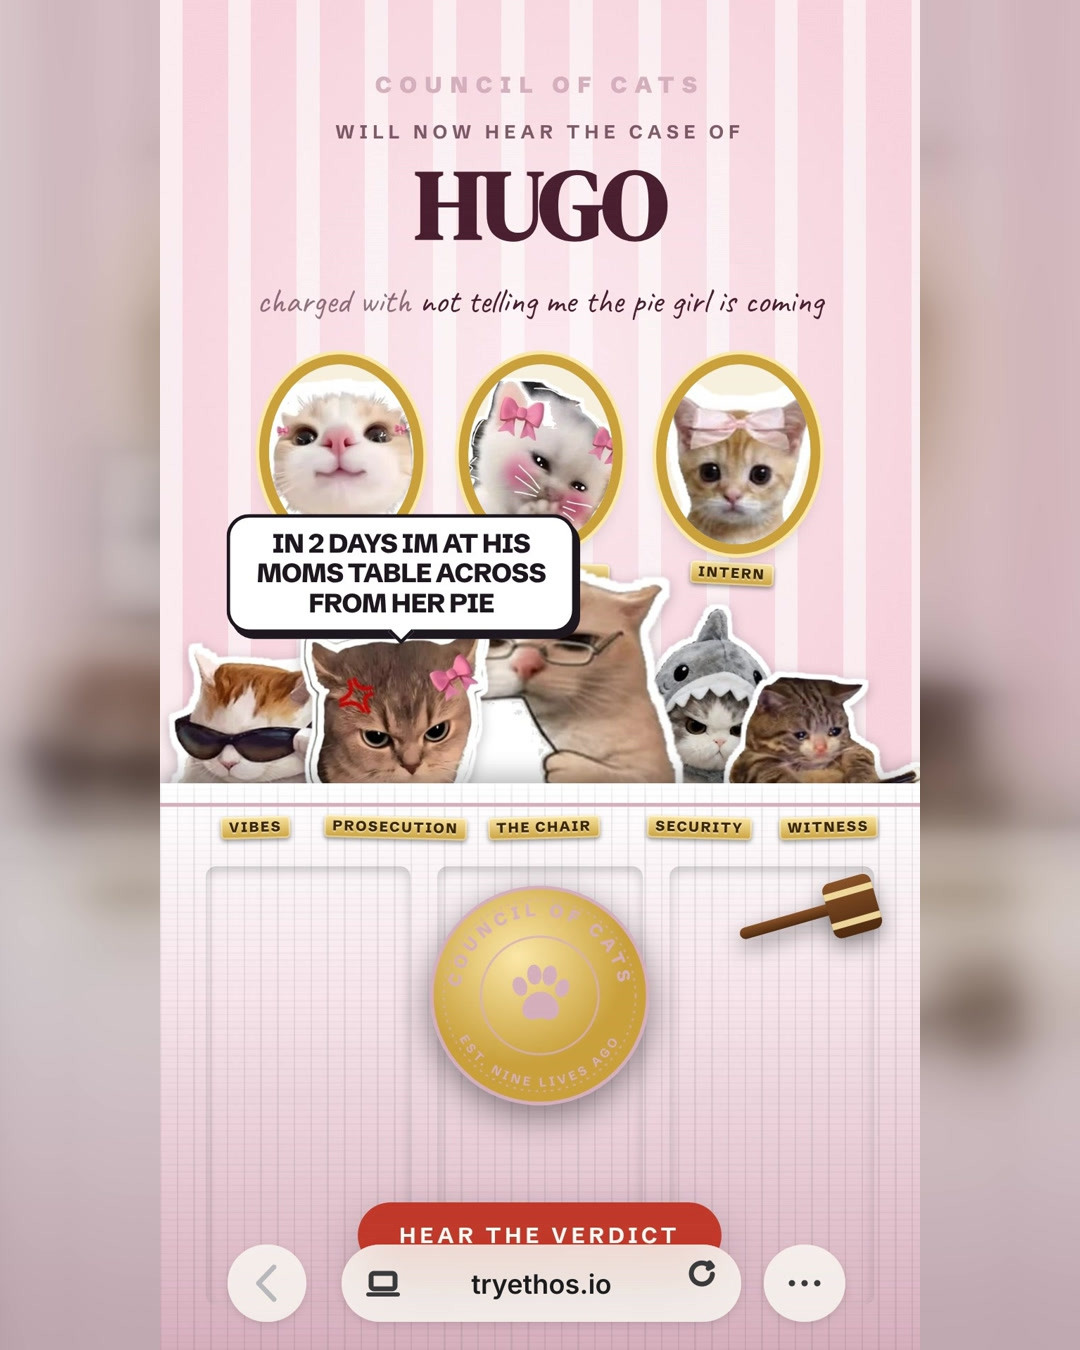 COUNCIL OF CATS
WILL NOW HEAR THE CASE OF
HUGO
charged with not telling me the pie girl is coming
IN 2 DAYS IM AT HIS
MOMS TABLE ACROSS
FROM HER PIE
INTERN
VIBES
PROSECUTION
THE CHAIR
SECURITY
WITNESS
COUNCIL OF CATS
EST. NINE LIVES AGO
HEAR THE VERDICT
tryethos.io